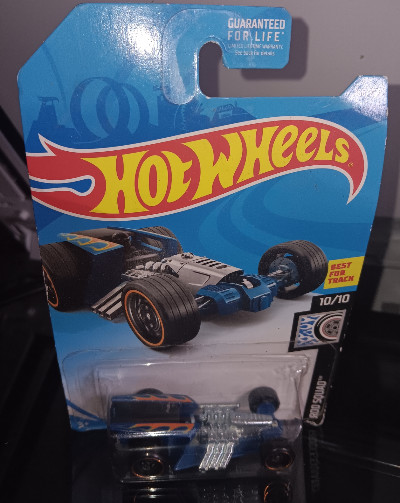 GUARANTEED
FOR LIFE
HOT WHEELS
BEST
FOR
TRACK
10/10
ROD SQUAD